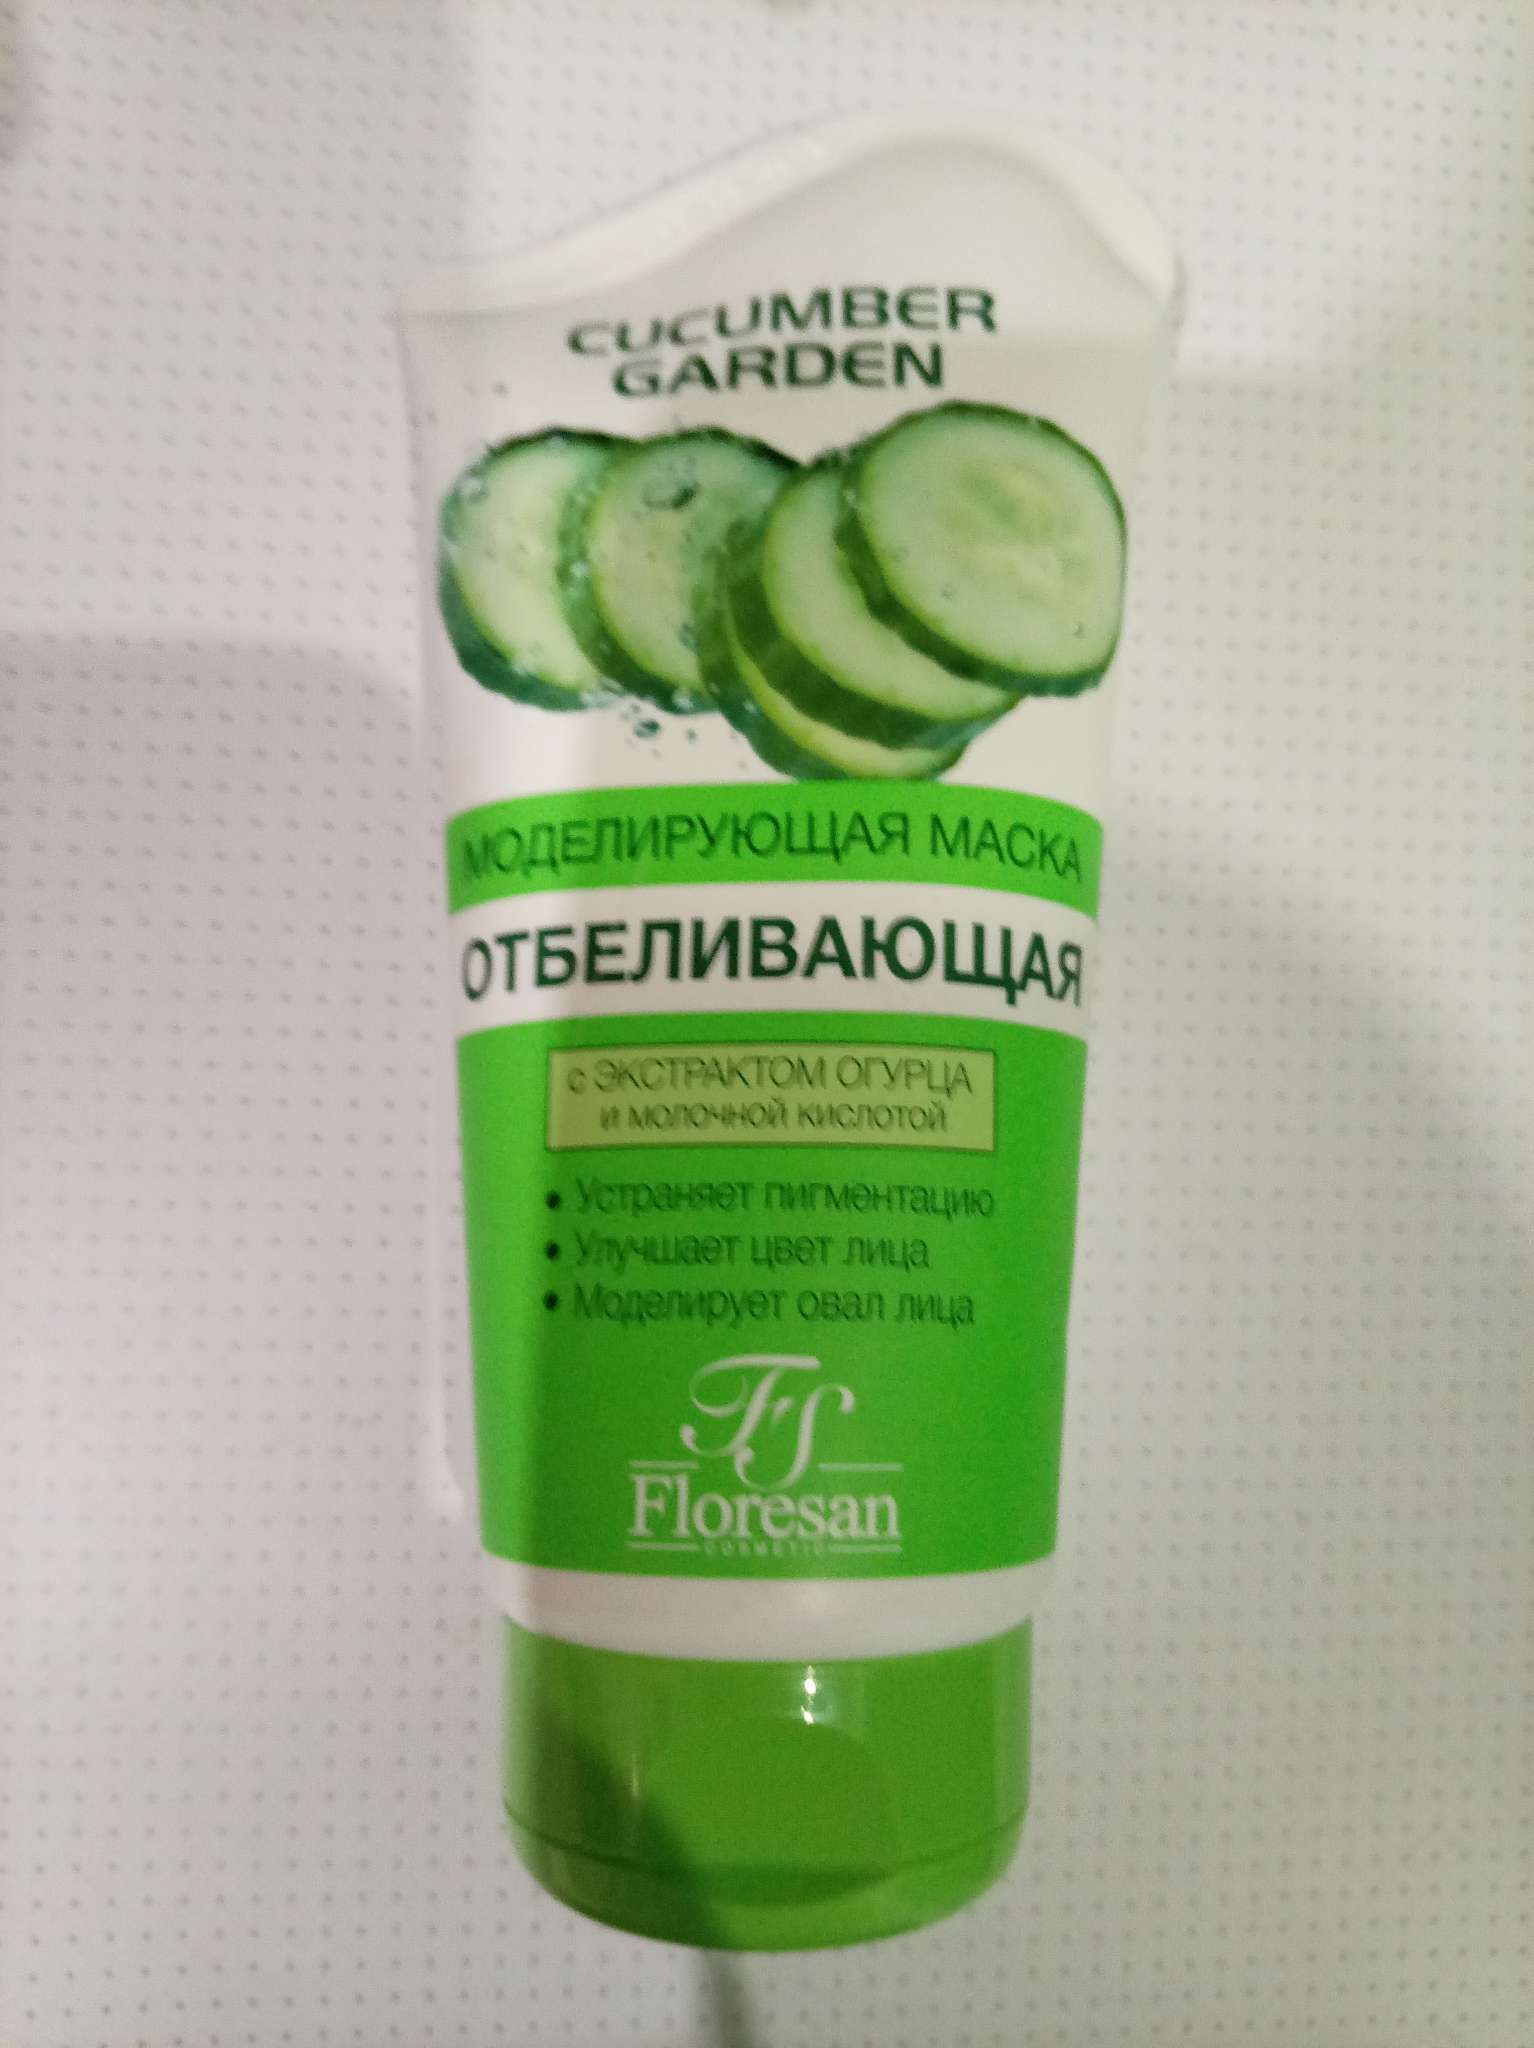 CUCUMBER
GARDEN
МОДЕЛИРУЮЩАЯ МАСКА
ОТБЕЛИВАЮЩАЯ
с ЭКСТРАКТОМ ОГУРЦА
и МОЛОЧНОЙ КИСЛОТОЙ
• Устраняет пигментацию
• Улучшает цвет лица
• Моделирует овал лица
FS
Floresan
COSMETIC